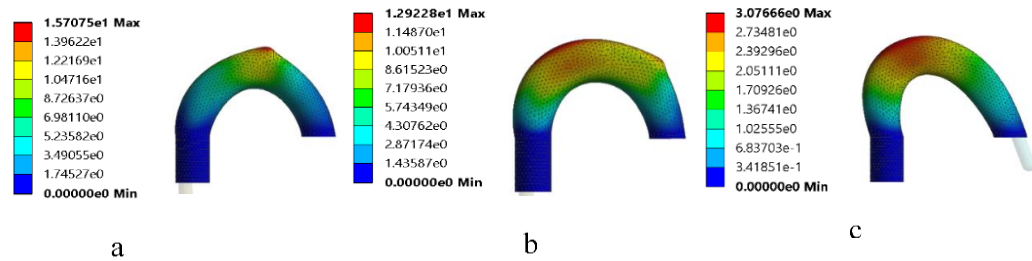 1.57075e1 Max
1.39622e1
1.22169e1
1.04716e1
8.72637e0
6.98110e0
5.23582e0
3.49055e0
1.74527e0
0.00000e0 Min
a
1.29228e1 Max
1.14870e1
1.00511e1
8.61523e0
7.17936e0
5.74349e0
4.30762e0
2.87174e0
1.43587e0
0.00000e0 Min
b
3.07666e0 Max
2.73481e0
2.39296e0
2.05111e0
1.70926e0
1.36741e0
1.02555e0
6.83703e-1
3.41851e-1
0.00000e0 Min
c